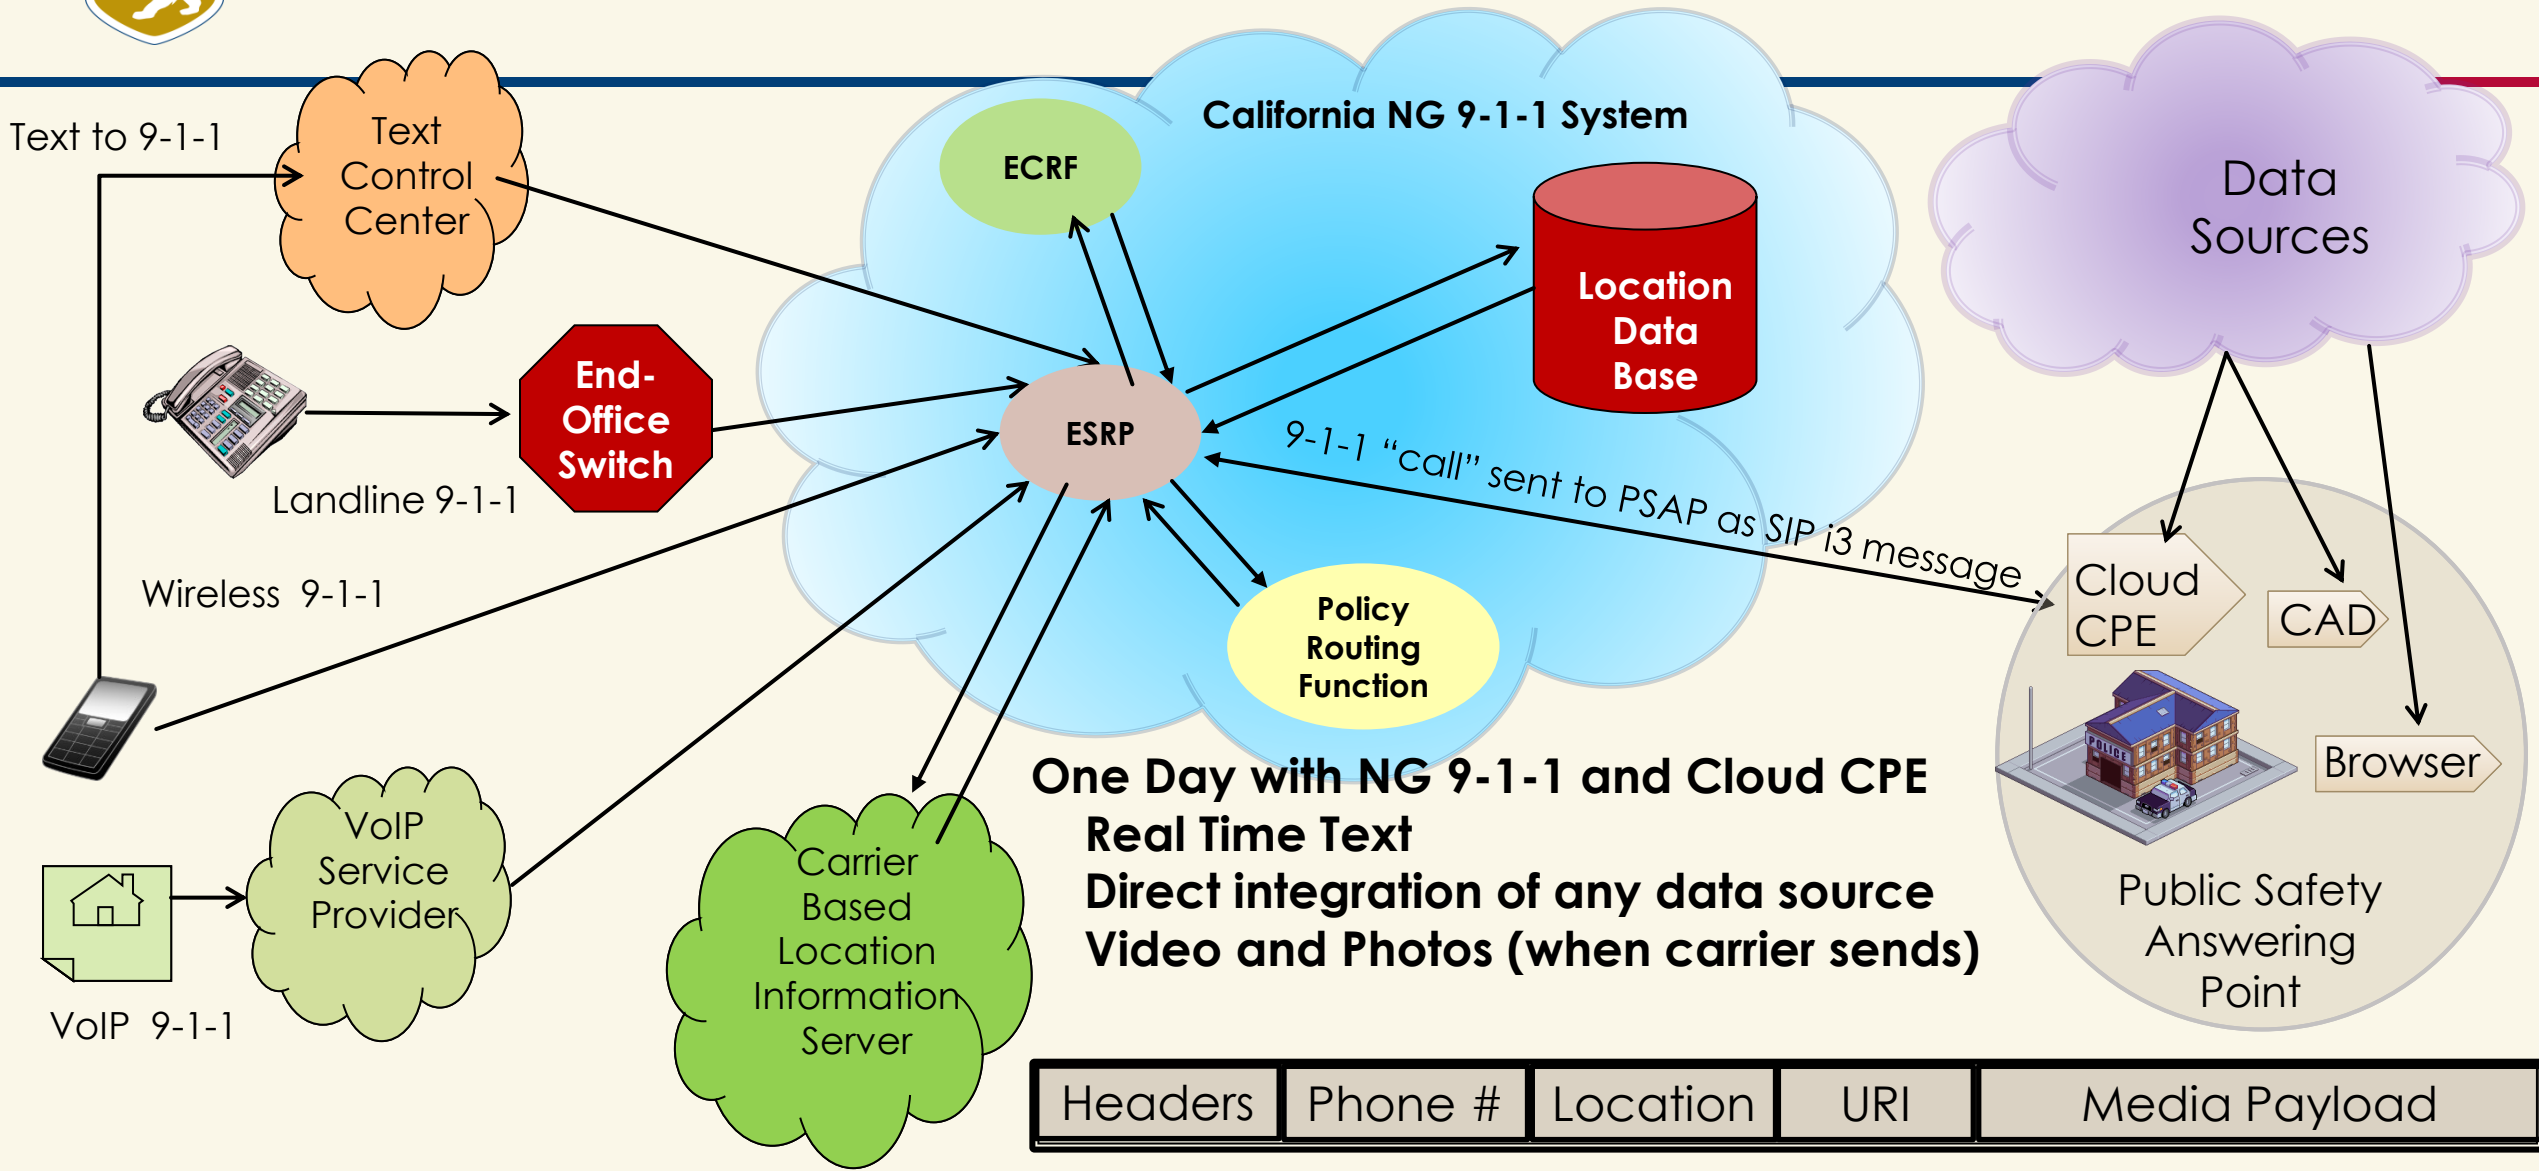 California NG 9-1-1 System
Text to 9-1-1
Text
Control
Center
ECRF
Data
Sources
Location
Data
Base
End-
Office
Switch
Landline 9-1-1
ESRP
9-1-1 “call” sent to PSAP as SIP i3 message
Wireless 9-1-1
Policy
Routing
Function
Cloud
CPE
CAD
POLICE
Browser
VoIP
Service
Provider
VoIP 9-1-1
Carrier
Based
Location
Information
Server
One Day with NG 9-1-1 and Cloud CPE
Real Time Text
Direct integration of any data source
Video and Photos (when carrier sends)
Public Safety
Answering
Point
Headers Phone # Location URI Media Payload